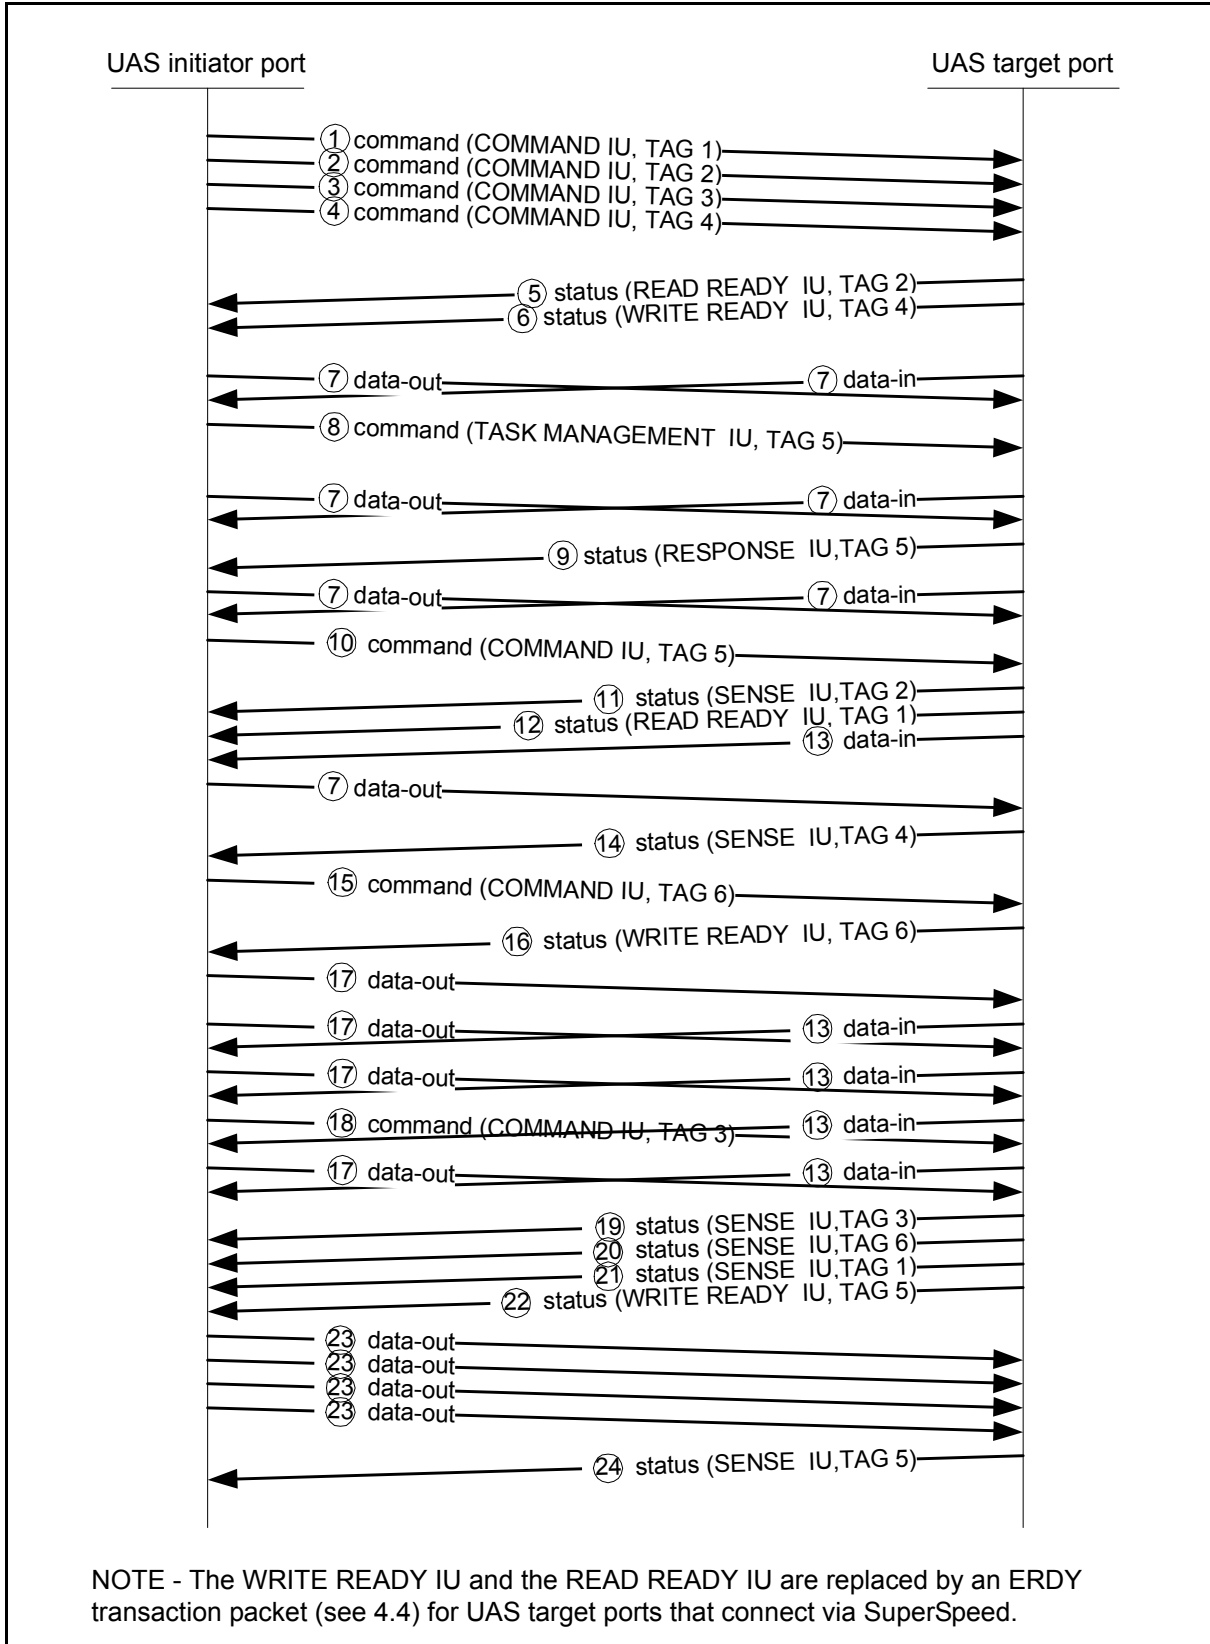 UAS initiator port UAS target port
1 command (COMMAND IU, TAG 1)
2 command (COMMAND IU, TAG 2)
3 command (COMMAND IU, TAG 3)
4 command (COMMAND IU, TAG 4)
5 status (READ READY IU, TAG 2)
6 status (WRITE READY IU, TAG 4)
7 data-out 7 data-in
8 command (TASK MANAGEMENT IU, TAG 5)
7 data-out 7 data-in
9 status (RESPONSE IU,TAG 5)
7 data-out 7 data-in
10 command (COMMAND IU, TAG 5)
11 status (SENSE IU,TAG 2)
12 status (READ READY IU, TAG 1)
13 data-in
7 data-out
14 status (SENSE IU,TAG 4)
15 command (COMMAND IU, TAG 6)
16 status (WRITE READY IU, TAG 6)
17 data-out
17 data-out 13 data-in
17 data-out 13 data-in
18 command (COMMAND IU, TAG 3) 13 data-in
17 data-out 13 data-in
19 status (SENSE IU,TAG 3)
20 status (SENSE IU,TAG 6)
21 status (SENSE IU,TAG 1)
22 status (WRITE READY IU, TAG 5)
23 data-out
23 data-out
23 data-out
23 data-out
24 status (SENSE IU,TAG 5)
NOTE - The WRITE READY IU and the READ READY IU are replaced by an ERDY
transaction packet (see 4.4) for UAS target ports that connect via SuperSpeed.